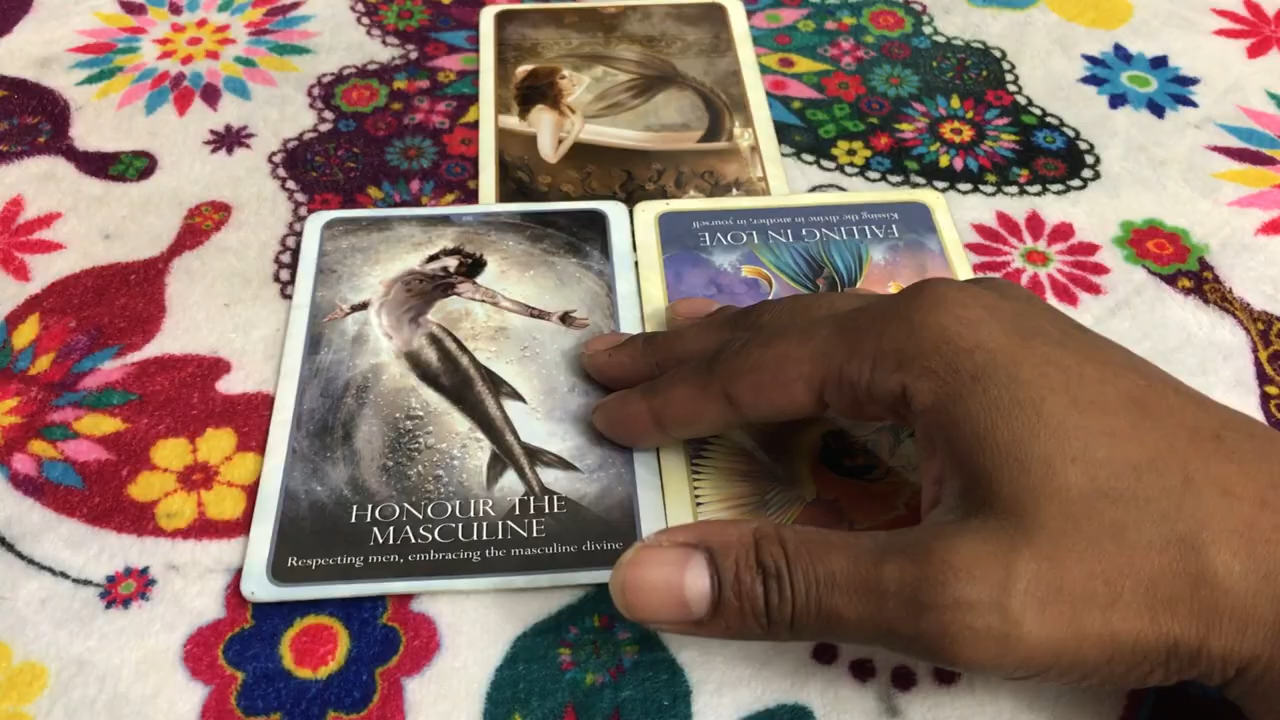 Kissing the divine in another, in yourself
FALLING IN LOVE
HONOUR THE
MASCULINE
Respecting men, embracing the masculine divine